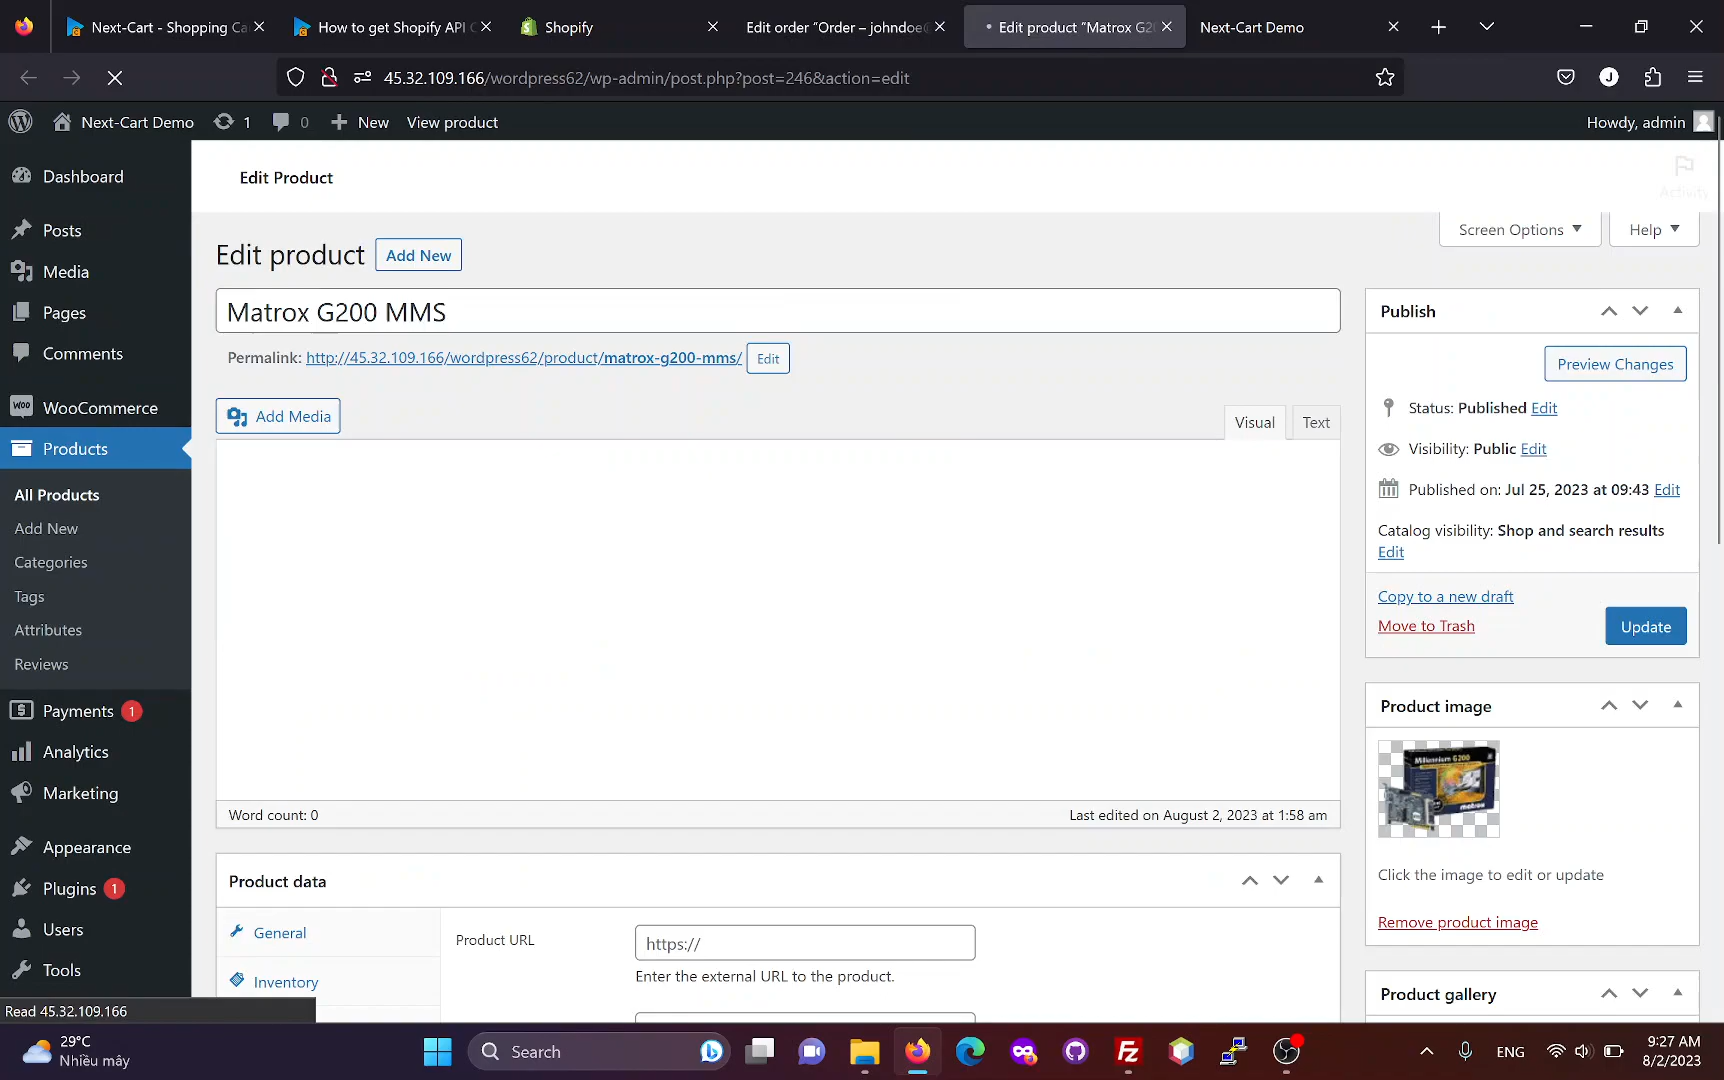 Next-Cart - Shopping Ca
How to get Shopify API C
Shopify
Edit order “Order – johndoe
Edit product “Matrox G20
Next-Cart Demo
45.32.109.166/wordpress62/wp-admin/post.php?post=246&action=edit
J
Next-Cart Demo
1
0
New
View product
Howdy, admin
Dashboard
Posts
Media
Pages
Comments
WooCommerce
Products
All Products
Add New
Categories
Tags
Attributes
Reviews
Payments 1
Analytics
Marketing
Appearance
Plugins 1
Users
Tools
Read 45.32.109.166
Edit Product
Activity
Screen Options
Help
Edit product
Add New
Matrox G200 MMS
Permalink: http://45.32.109.166/wordpress62/product/matrox-g200-mms/ Edit
Add Media
Visual
Text
Word count: 0
Last edited on August 2, 2023 at 1:58 am
Product data
General
Inventory
Product URL
https://
Enter the external URL to the product.
Publish
Preview Changes
Status: Published Edit
Visibility: Public Edit
Published on: Jul 25, 2023 at 09:43 Edit
Catalog visibility: Shop and search results
Edit
Copy to a new draft
Move to Trash
Update
Product image
Millennium G200
matrox
Click the image to edit or update
Remove product image
Product gallery
29°C
Nhiều mây
Search
ENG
9:27 AM
8/2/2023